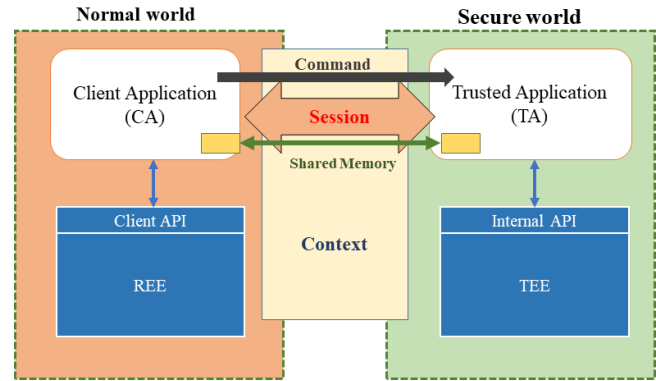 Normal world
Secure world
Command
Client Application
(CA)
Session
Trusted Application
(TA)
Shared Memory
Client API
Context
Internal API
REE
TEE